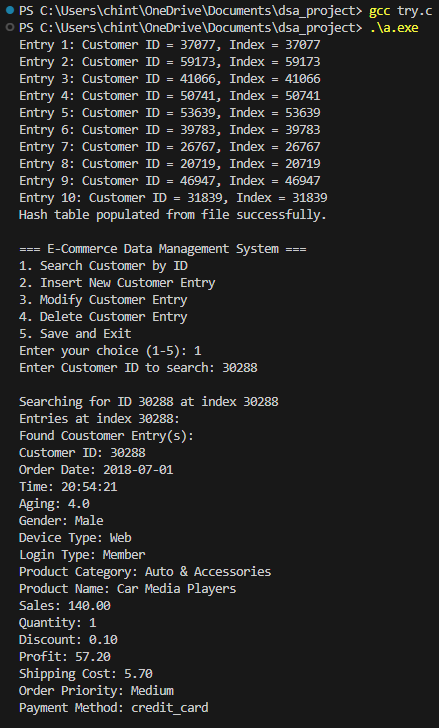 PS C:\Users\chint\OneDrive\Documents\dsa_project> gcc try.c
PS C:\Users\chint\OneDrive\Documents\dsa_project> .\a.exe
Entry 1: Customer ID = 37077, Index = 37077
Entry 2: Customer ID = 59173, Index = 59173
Entry 3: Customer ID = 41066, Index = 41066
Entry 4: Customer ID = 50741, Index = 50741
Entry 5: Customer ID = 53639, Index = 53639
Entry 6: Customer ID = 39783, Index = 39783
Entry 7: Customer ID = 26767, Index = 26767
Entry 8: Customer ID = 20719, Index = 20719
Entry 9: Customer ID = 46947, Index = 46947
Entry 10: Customer ID = 31839, Index = 31839
Hash table populated from file successfully.

=== E-Commerce Data Management System ===
1. Search Customer by ID
2. Insert New Customer Entry
3. Modify Customer Entry
4. Delete Customer Entry
5. Save and Exit
Enter your choice (1-5): 1
Enter Customer ID to search: 30288

Searching for ID 30288 at index 30288
Entries at index 30288:
Found Coustomer Entry(s):
Customer ID: 30288
Order Date: 2018-07-01
Time: 20:54:21
Aging: 4.0
Gender: Male
Device Type: Web
Login Type: Member
Product Category: Auto & Accessories
Product Name: Car Media Players
Sales: 140.00
Quantity: 1
Discount: 0.10
Profit: 57.20
Shipping Cost: 5.70
Order Priority: Medium
Payment Method: credit_card